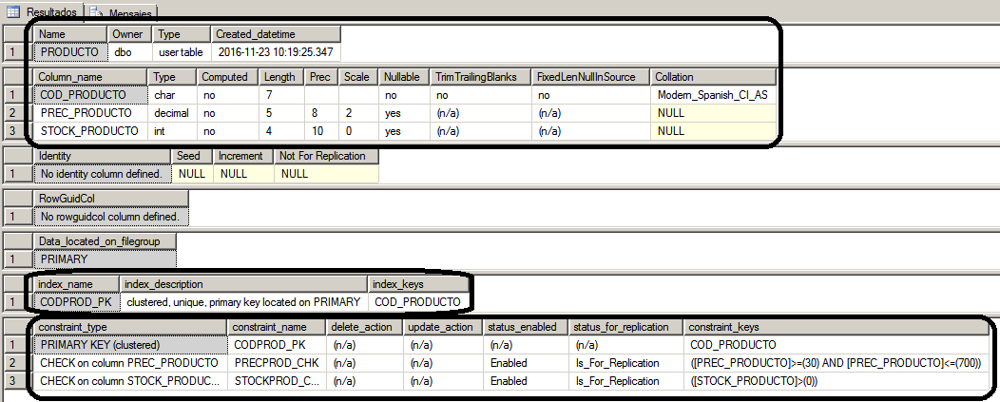 Resultados Mensajes
Name Owner Type Created_datetime
1 PRODUCTO dbo user table 2016-11-23 10:19:25.347
Column_name Type Computed Length Prec Scale Nullable TrimTrailingBlanks FixedLenNullInSource Collation
1 COD_PRODUCTO char no 7 no no no Modern_Spanish_CI_AS
2 PREC_PRODUCTO decimal no 5 8 2 yes (n/a) (n/a) NULL
3 STOCK_PRODUCTO int no 4 10 0 yes (n/a) (n/a) NULL
Identity Seed Increment Not For Replication
1 No identity column defined. NULL NULL NULL
RowGuidCol
1 No rowguidcol column defined.
Data_located_on_filegroup
1 PRIMARY
index_name index_description index_keys
1 CODPROD_PK clustered, unique, primary key located on PRIMARY COD_PRODUCTO
constraint_type constraint_name delete_action update_action status_enabled status_for_replication constraint_keys
1 PRIMARY KEY (clustered) CODPROD_PK (n/a) (n/a) (n/a) (n/a) COD_PRODUCTO
2 CHECK on column PREC_PRODUCTO PRECPROD_CHK (n/a) (n/a) Enabled Is_For_Replication ([PREC_PRODUCTO]>=(30) AND [PREC_PRODUCTO]<=(700))
3 CHECK on column STOCK_PRODUC... STOCKPROD_C... (n/a) (n/a) Enabled Is_For_Replication ([STOCK_PRODUCTO]>(0))